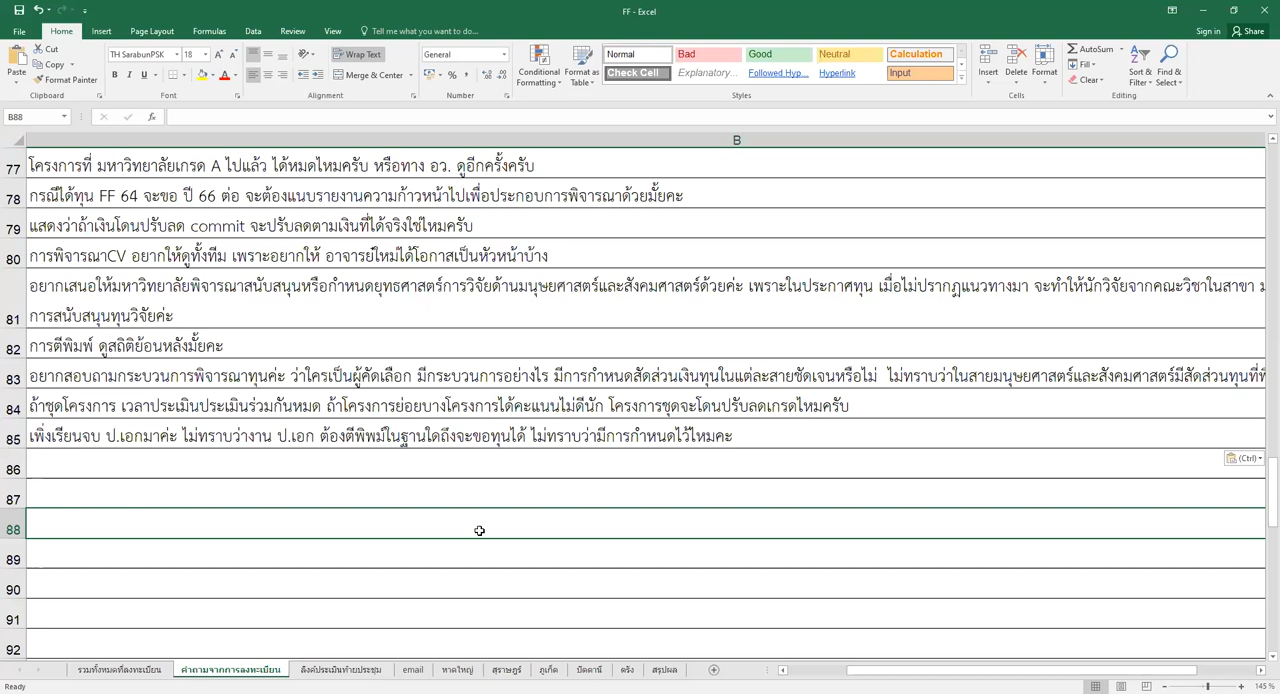 FF - Excel
File Home Insert Page Layout Formulas Data Review View Tell me what you want to do... Sign in Share
Paste Cut Copy Format Painter TH SarabunPSK 18 Wrap Text Merge & Center General
B I U
Conditional Formatting Format as Table Normal Bad Good Neutral Calculation
Check Cell Explanatory... Followed Hyp... Hyperlink Input
Insert Delete Format AutoSum Fill Clear Sort & Filter Find & Select
Clipboard Font Alignment Number Styles Cells Editing
B88 fx
B
77 โครงการที่ มหาวิทยาลัยเกรด A ไปแล้ว ได้หมดไหมครับ หรือทาง อว. ดูอีกครั้งครับ
78 กรณีได้ทุน FF 64 จะขอ ปี 66 ต่อ จะต้องแนบรายงานความก้าวหน้าไปเพื่อประกอบการพิจารณาด้วยมั้ยคะ
79 แสดงว่าถ้าเงินโดนปรับลด commit จะปรับลดตามเงินที่ได้จริงใช่ไหมครับ
80 การพิจารณาCV อยากให้ดูทั้งทีม เพราะอยากให้ อาจารย์ใหม่ได้โอกาสเป็นหัวหน้าบ้าง
อยากเสนอให้มหาวิทยาลัยพิจารณาสนับสนุนหรือกำหนดยุทธศาสตร์การวิจัยด้านมนุษยศาสตร์และสังคมศาสตร์ด้วยค่ะ เพราะในประกาศทุน เมื่อไม่ปรากฏแนวทางมา จะทำให้นักวิจัยจากคณะวิชาในสาขา
81 การสนับสนุนทุนวิจัยค่ะ
82 การตีพิมพ์ ดูสถิติย้อนหลังมั้ยคะ
83 อยากสอบถามกระบวนการพิจารณาทุนค่ะ ว่าใครเป็นผู้คัดเลือก มีกระบวนการอย่างไร มีการกำหนดสัดส่วนเงินทุนในแต่ละสายชัดเจนหรือไม่ ไม่ทราบว่าในสายมนุษยศาสตร์และสังคมศาสตร์มีสัดส่วนทุนที่
84 ถ้าชุดโครงการ เวลาประเมินประเมินร่วมกันหมด ถ้าโครงการย่อยบางโครงการได้คะแนนไม่ดีนัก โครงการชุดจะโดนปรับลดเกรดไหมครับ
85 เพิ่งเรียนจบ ป.เอกมาค่ะ ไม่ทราบว่างาน ป.เอก ต้องตีพิพม์ในฐานใดถึงจะขอทุนได้ ไม่ทราบว่ามีการกำหนดไว้ไหมคะ
86
(Ctrl)
87
88
89
90
91
92
รวมทั้งหมดที่ลงทะเบียน คำถามจากการลงทะเบียน ลิงค์ประเมินท้ายประชุม email หาดใหญ่ สุราษฎร์ ภูเก็ต ปัตตานี ตรัง สรุปผล
Ready 145 %